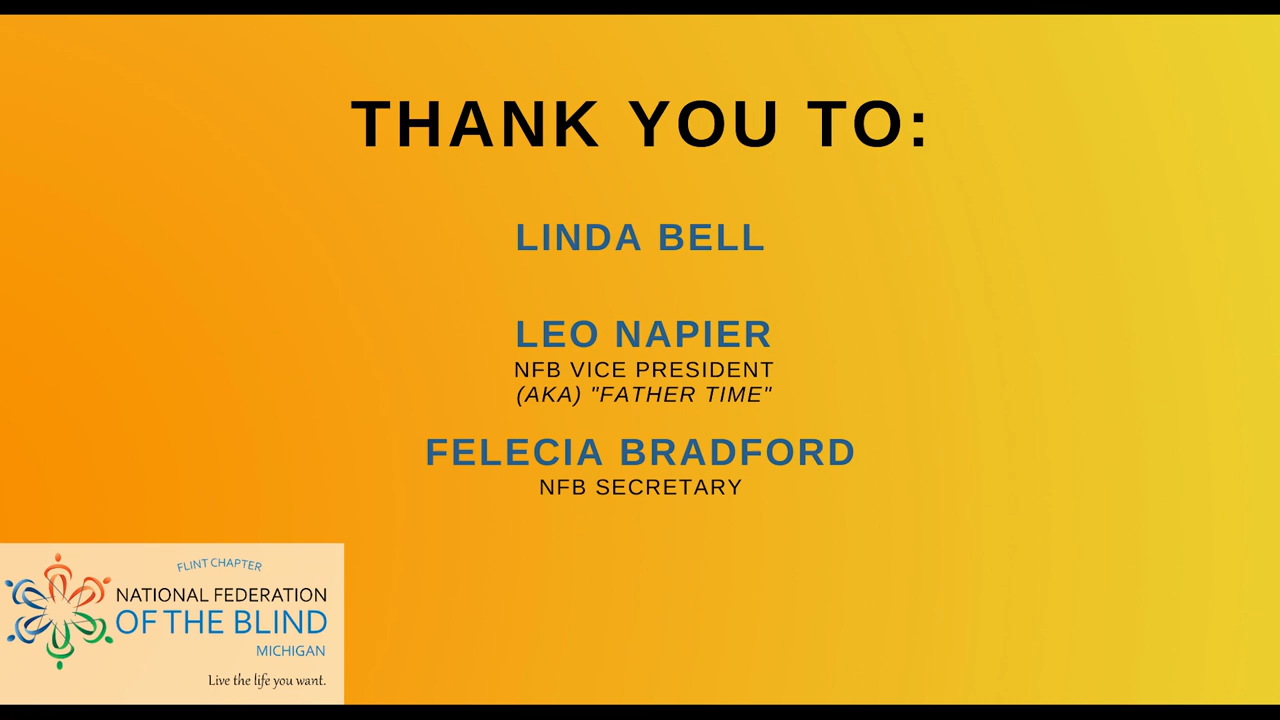 THANK YOU TO:
LINDA BELL
LEO NAPIER
NFB VICE PRESIDENT
(AKA) "FATHER TIME"
FELECIA BRADFORD
NFB SECRETARY
FLINT CHAPTER
NATIONAL FEDERATION
OF THE BLIND
MICHIGAN
Live the life you want.